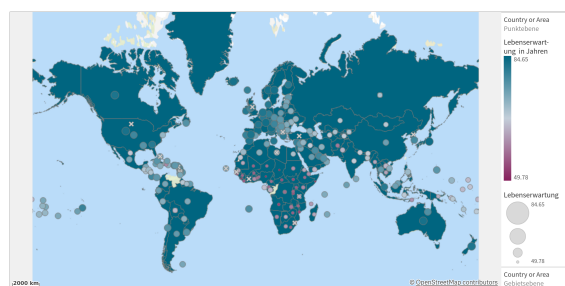 Country or Area
Punktebene
Lebenserwart-
ung in Jahren
84.65
49.78
Lebenserwartung
84.65
49.78
Country or Area
Gebietsebene
2000 km
© OpenStreetMap contributors